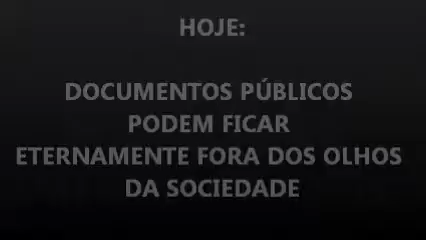 HOJE:
DOCUMENTOS PÚBLICOS
PODEM FICAR
ETERNAMENTE FORA DOS OLHOS
DA SOCIEDADE